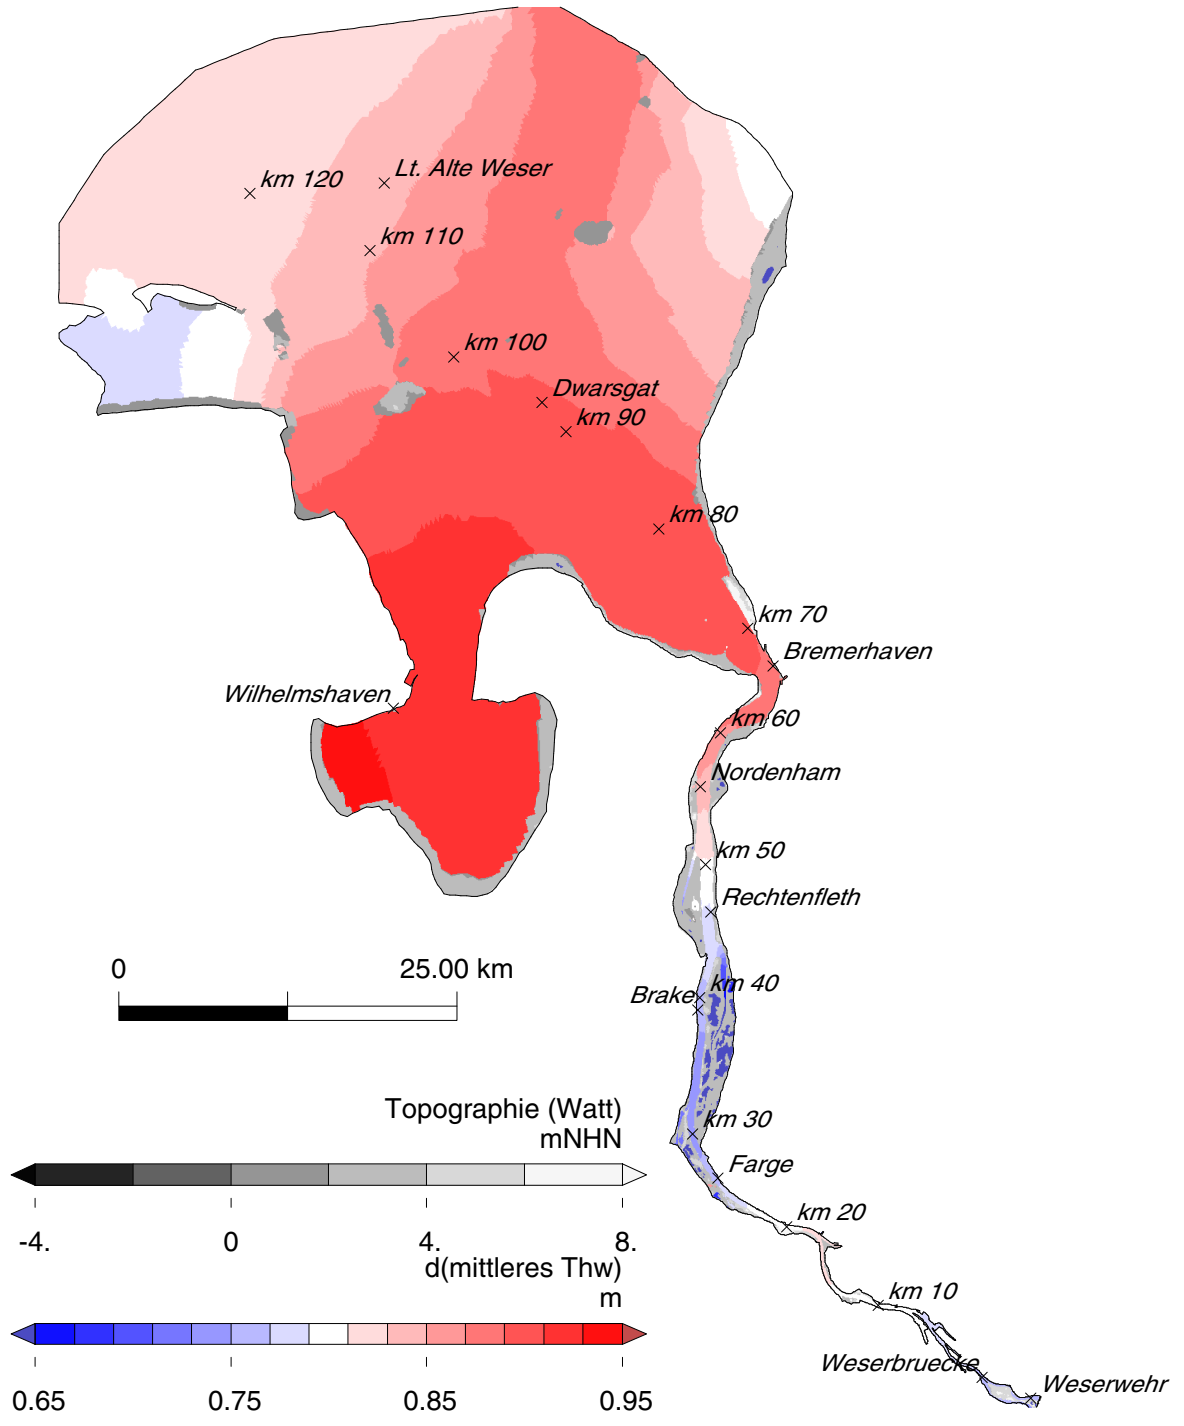 Lt. Alte Weser
km 120
km 110
km 100
Dwarsgat
km 90
km 80
km 70
Bremerhaven
Wilhelmshaven
km 60
Nordenham
km 50
Rechtenfleth
0 25.00 km
km 40
Brake
Topographie (Watt)
mNHN
km 30
Farge
-4. 0 4. 8.
km 20
d(mittleres Thw)
m
km 10
Weserbruecke
Weserwehr
0.65 0.75 0.85 0.95